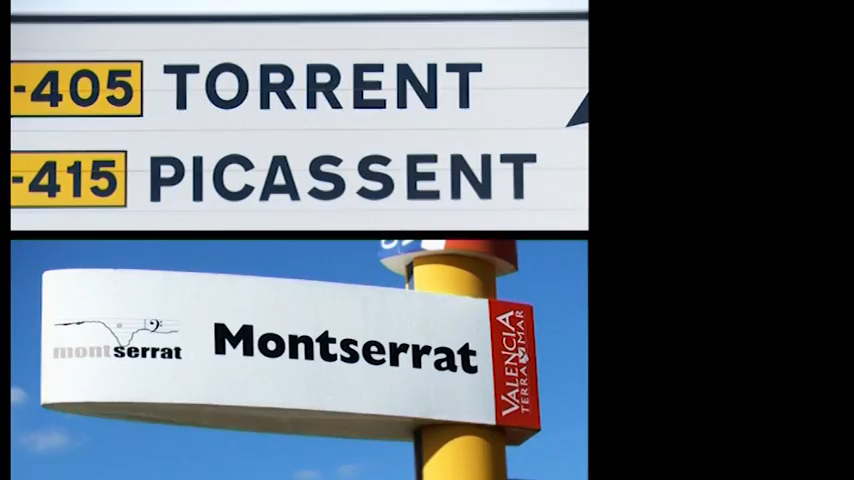 -405 TORRENT
-415 PICASSENT
montserrat
Montserrat
VALENCIA
TERRA I MAR